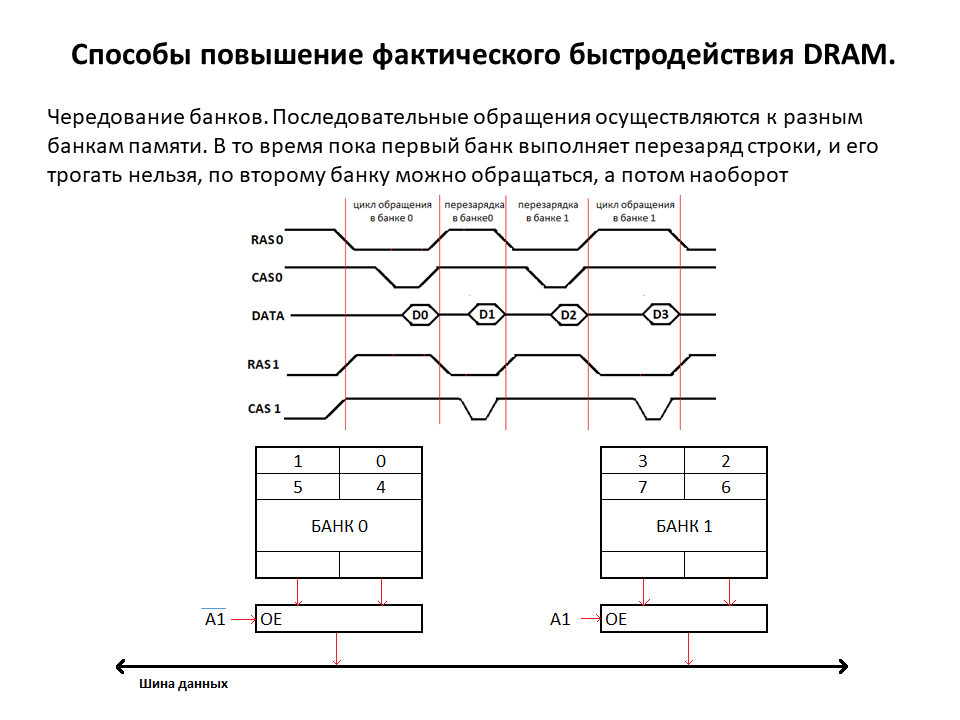 Способы повышение фактического быстродействия DRAM.
Чередование банков. Последовательные обращения осуществляются к разным
банкам памяти. В то время пока первый банк выполняет перезаряд строки, и его
трогать нельзя, по второму банку можно обращаться, а потом наоборот
цикл обращения перезарядка перезарядка цикл обращения
в банке 0 в банке0 в банке 1 в банке 1
RAS0
CAS0
DATA D0 D1 D2 D3
RAS1
CAS 1
1 0 3 2
5 4 7 6
БАНК 0 БАНК 1
A1 OE A1 OE
Шина данных